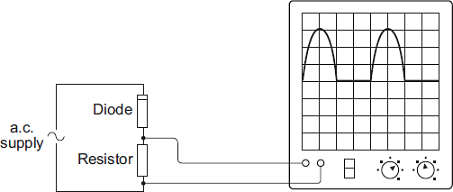 Diode
a.c.
supply
Resistor